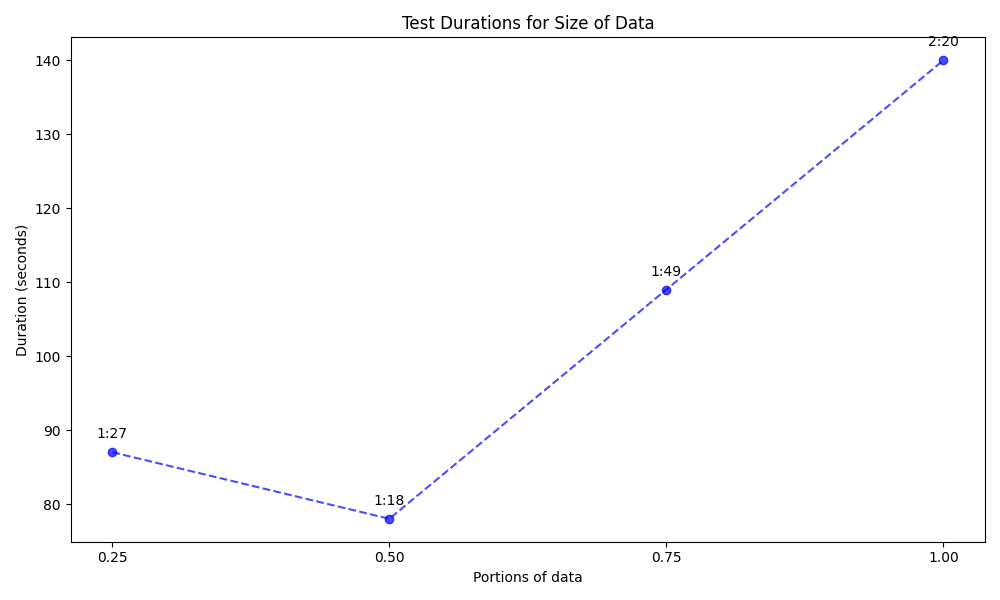 Test Durations for Size of Data
2:20
140
130
120
1:49
110
Duration (seconds)
100
90
1:27
80
1:18
0.25 0.50 0.75 1.00
Portions of data